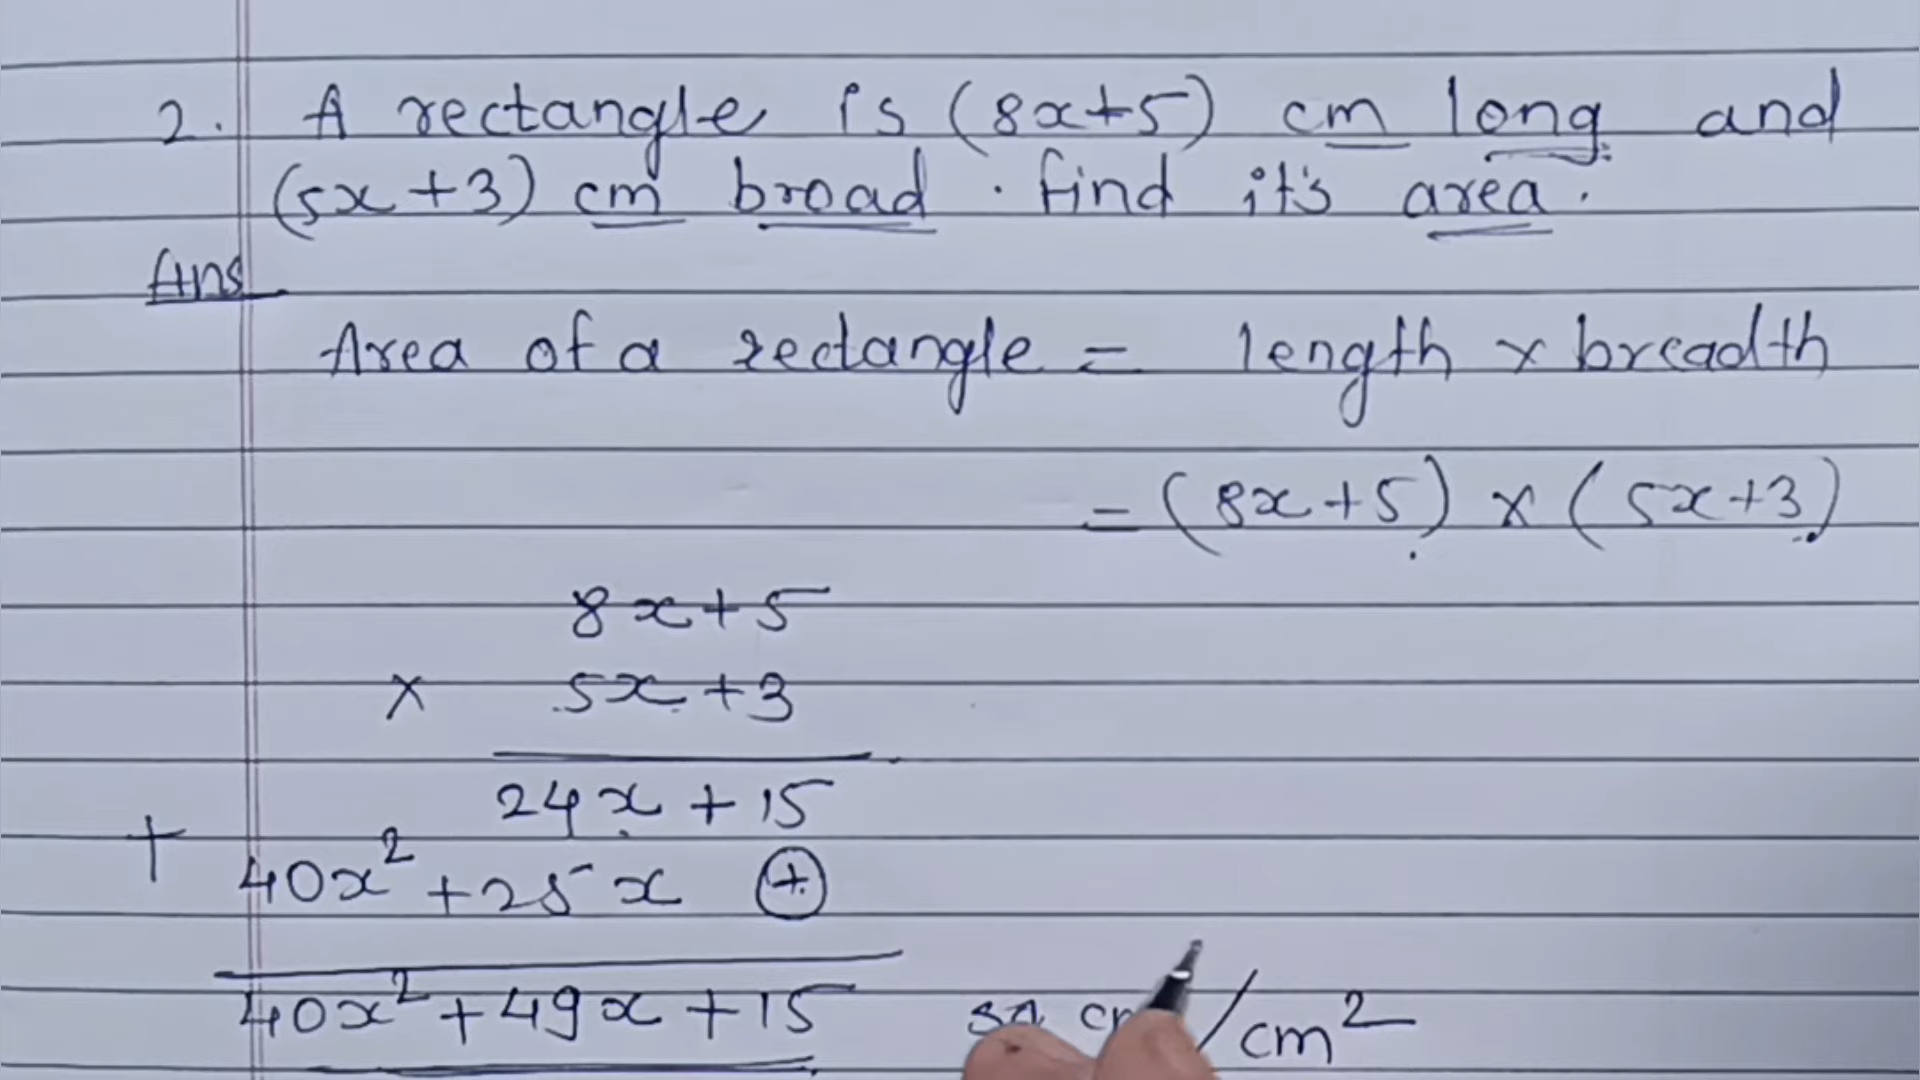 2. A rectangle is (8x+5) cm long and
(5x+3) cm broad. find it's area.
Ans
Area of a rectangle = length × breadth
= (8x+5) × (5x+3)
8x+5
× 5x+3
24x + 15
+ 40x² + 25x ⊕
40x² + 49x + 15 sq /cm²